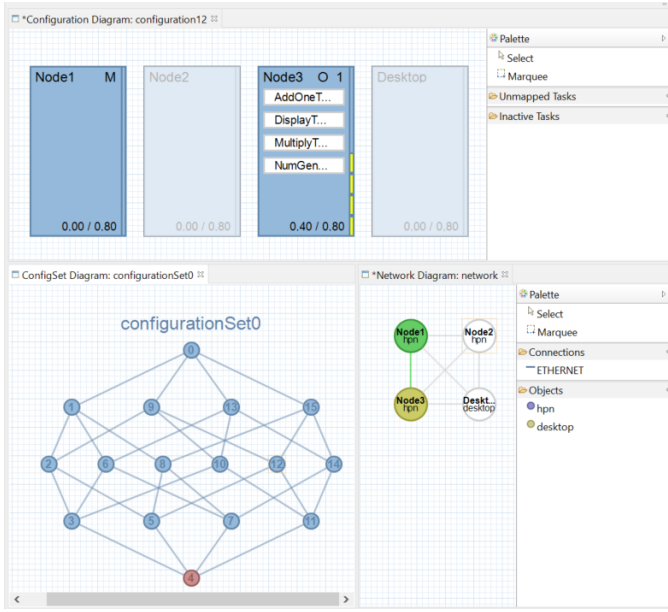 *Configuration Diagram: configuration12
Palette
Select
Marquee
Unmapped Tasks
Inactive Tasks
Node1 M
Node2
Node3 O 1
Desktop
AddOneT...
DisplayT...
MultiplyT...
NumGen...
0.00 / 0.80
0.00 / 0.80
0.40 / 0.80
0.00 / 0.80
ConfigSet Diagram: configurationSet0
configurationSet0
0
1 9 13 15
2 6 8 10 12 14
3 5 7 11
4
*Network Diagram: network
Node1
hpn
Node2
hpn
Node3
hpn
Deskt...
desktop
Palette
Select
Marquee
Connections
ETHERNET
Objects
hpn
desktop